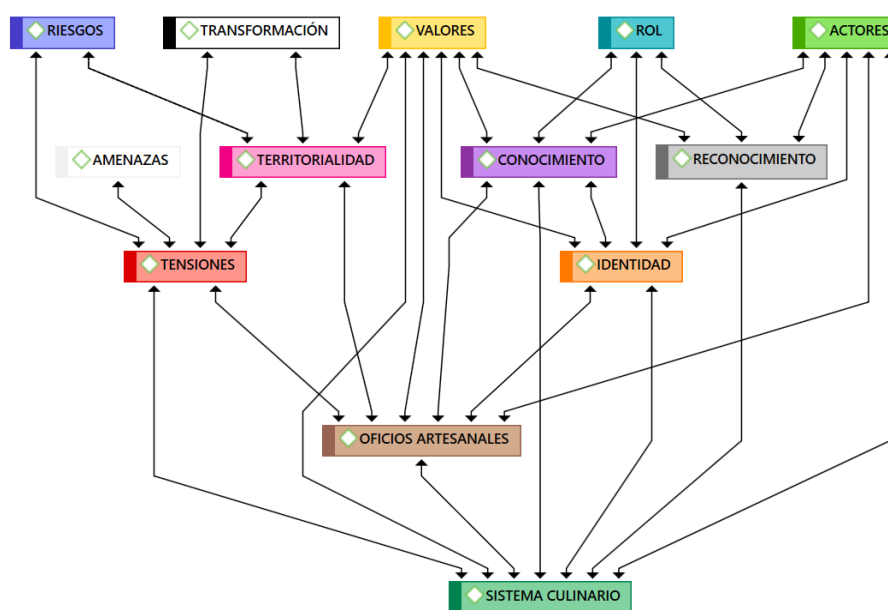 RIESGOS
TRANSFORMACIÓN
VALORES
ROL
ACTORES
AMENAZAS
TERRITORIALIDAD
CONOCIMIENTO
RECONOCIMIENTO
TENSIONES
IDENTIDAD
OFICIOS ARTESANALES
SISTEMA CULINARIO